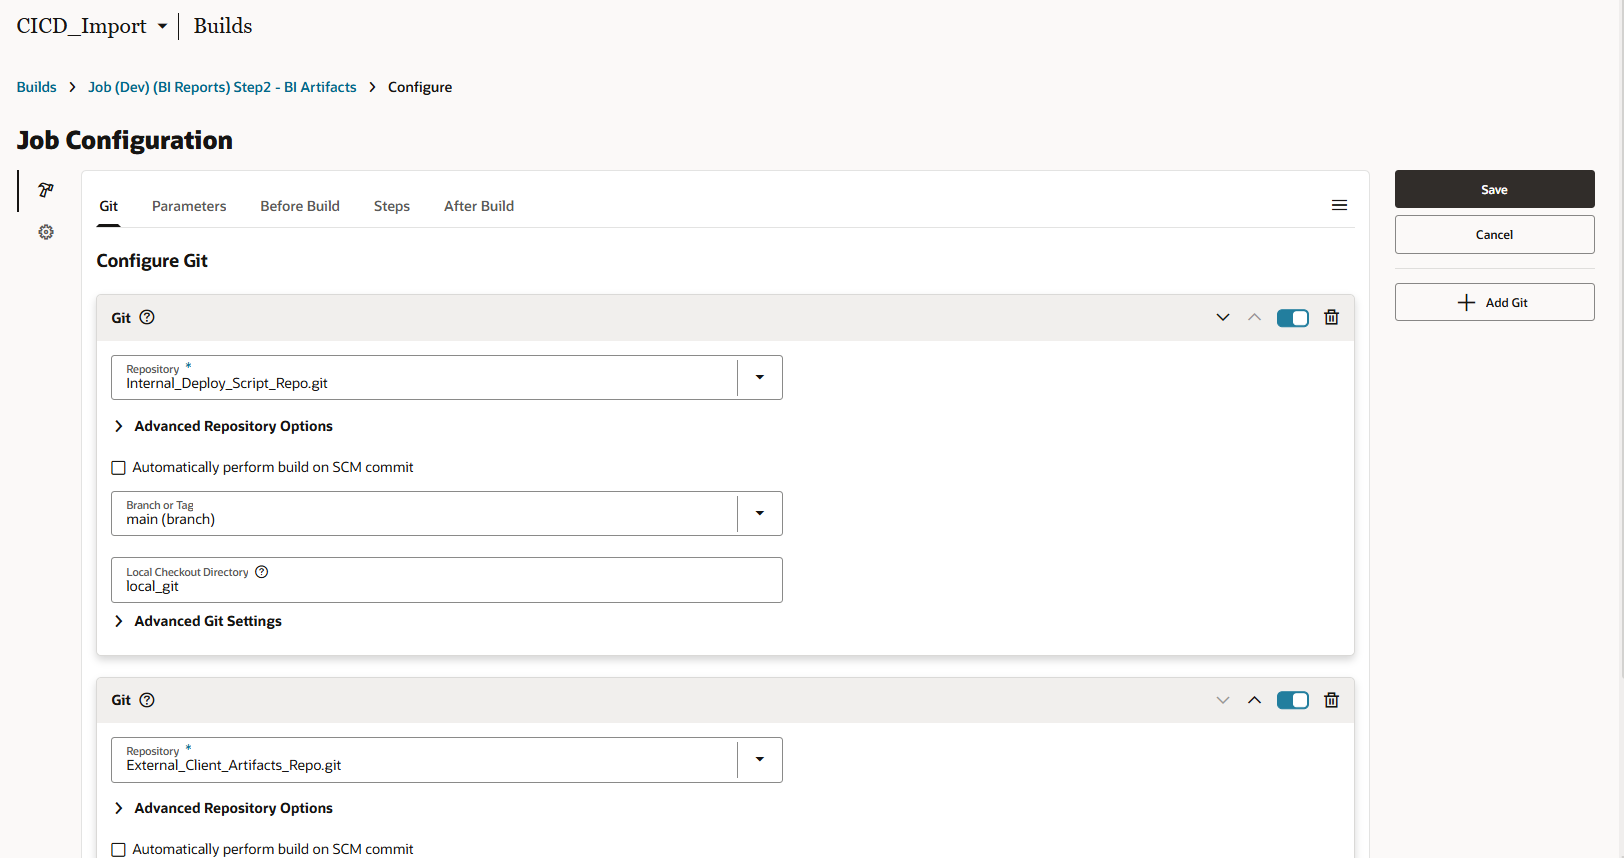 CICD_Import
Builds
Builds > Job (Dev) (BI Reports) Step2 - BI Artifacts > Configure
Job Configuration
Git
Parameters
Before Build
Steps
After Build
Save
Cancel
Add Git
Configure Git
Git
Repository *
Internal_Deploy_Script_Repo.git
Advanced Repository Options
Automatically perform build on SCM commit
Branch or Tag
main (branch)
Local Checkout Directory
local_git
Advanced Git Settings
Git
Repository *
External_Client_Artifacts_Repo.git
Advanced Repository Options
Automatically perform build on SCM commit